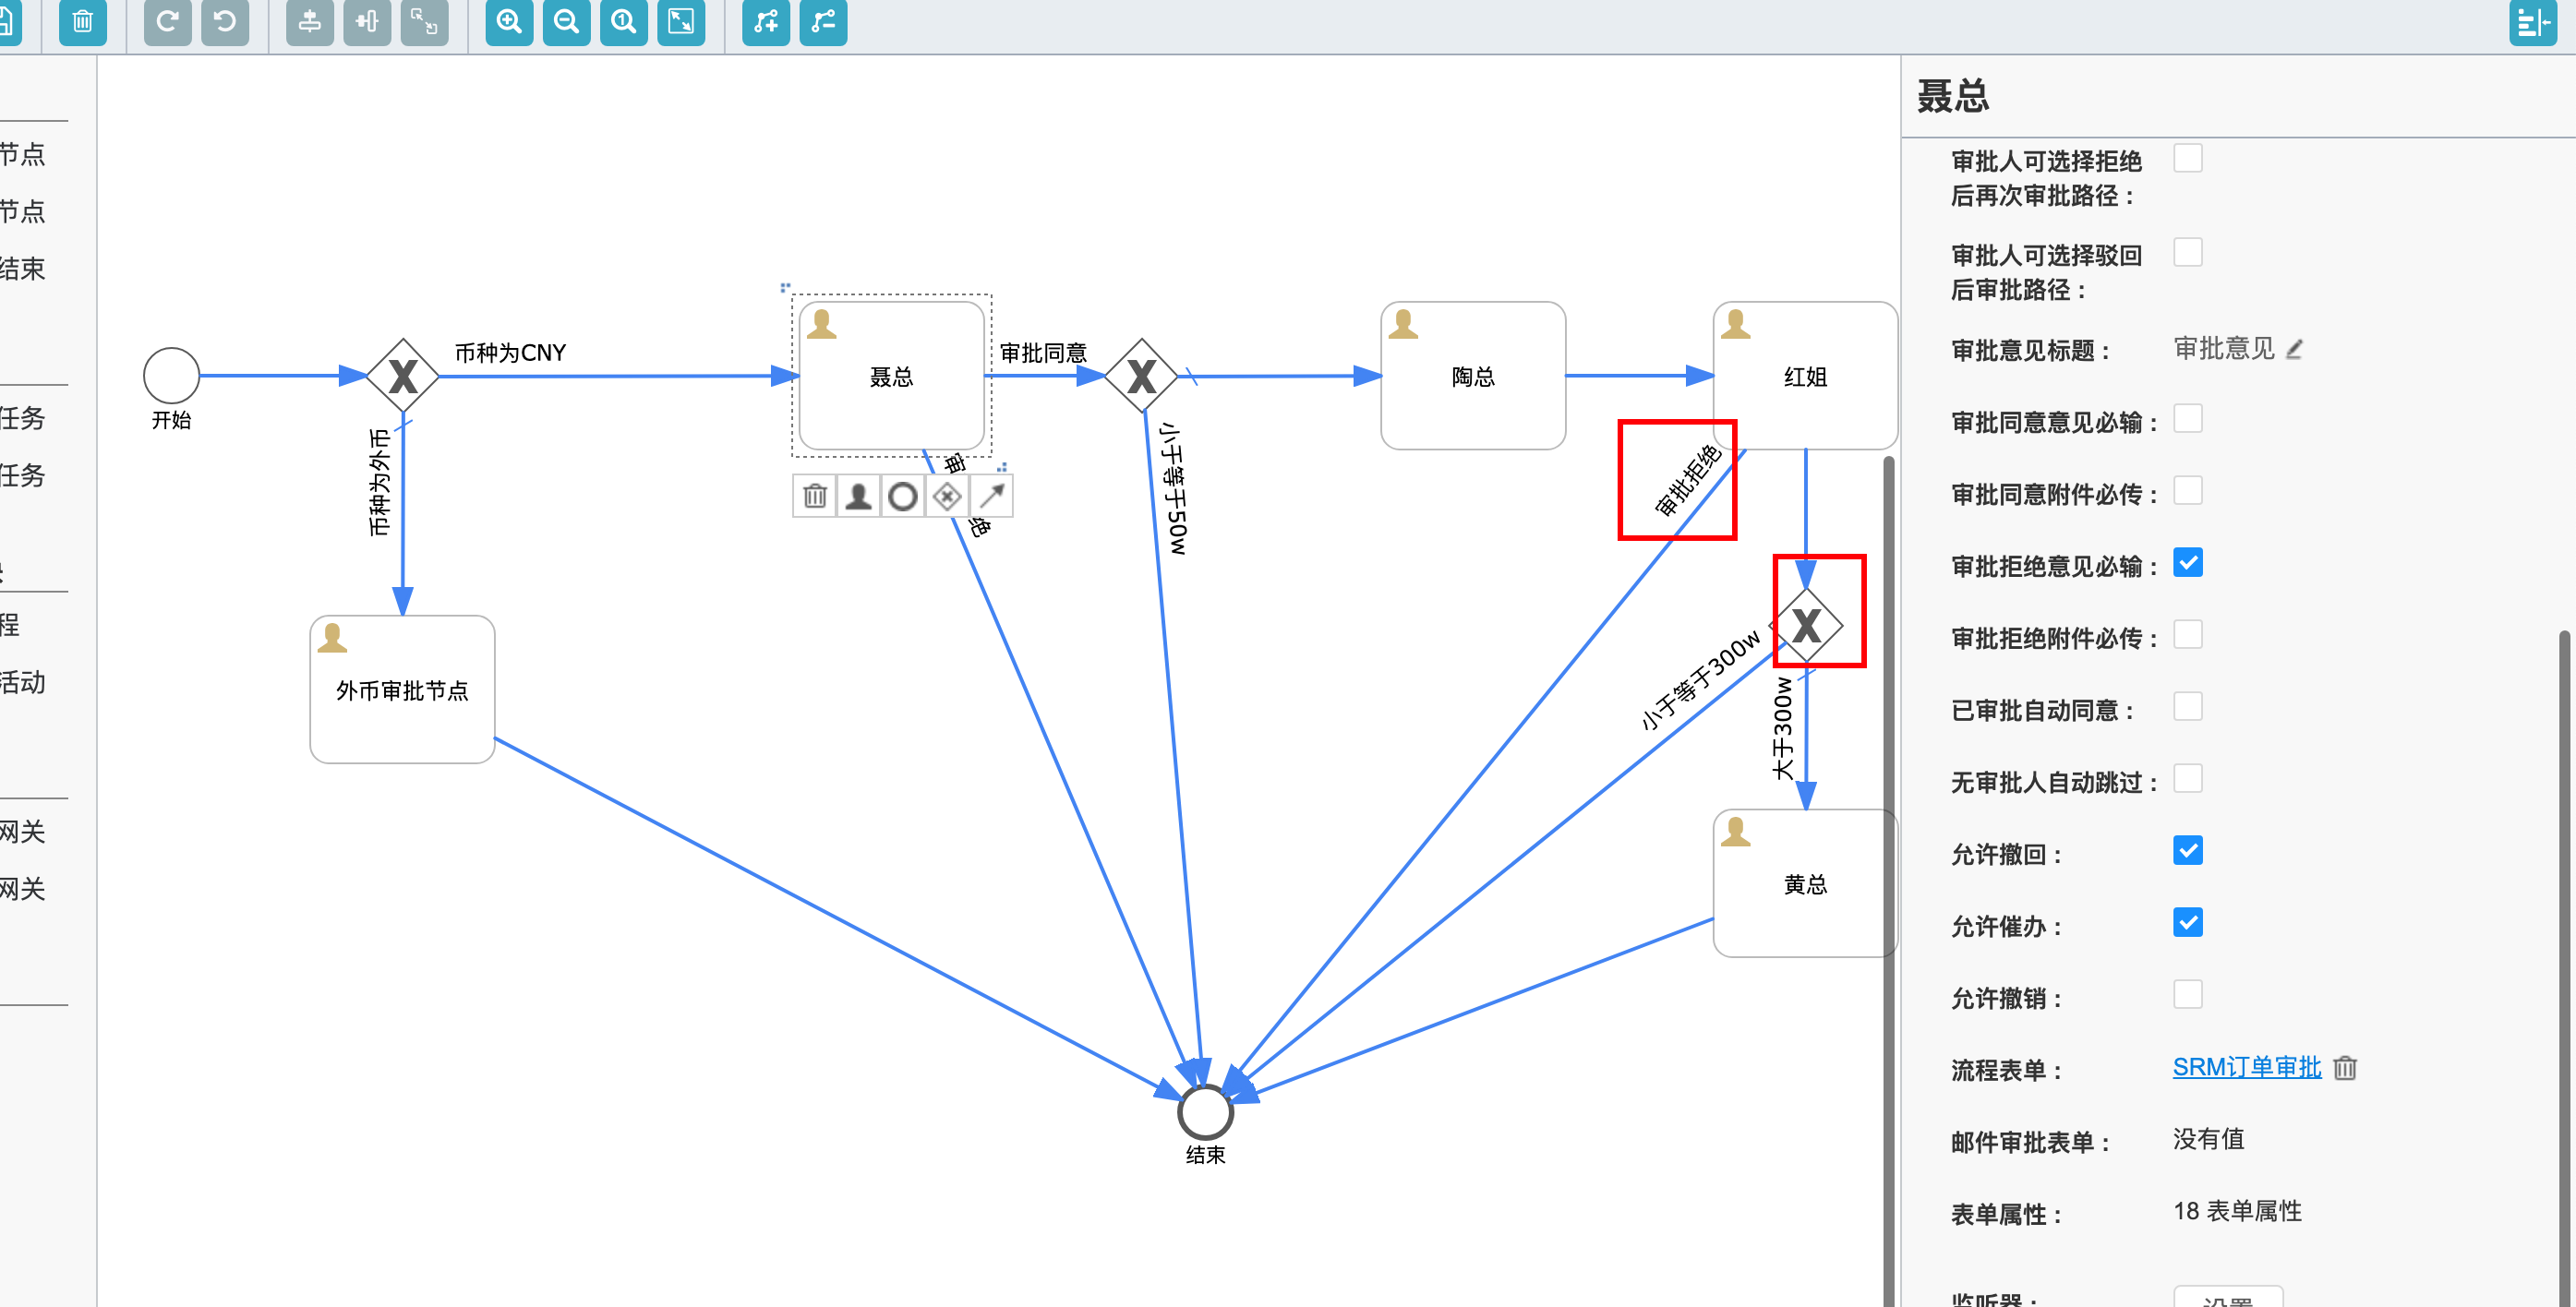 聂总
节点
节点
结束
任务
任务
程
活动
网关
网关
开始
币种为CNY
币种为外币
聂总
审批同意
小于等于50w
陶总
红姐
审批拒绝
小于等于300w
大于300w
外币审批节点
黄总
结束
审批人可选择拒绝
后再次审批路径：
审批人可选择驳回
后审批路径：
审批意见标题： 审批意见
审批同意意见必输：
审批同意附件必传：
审批拒绝意见必输：
审批拒绝附件必传：
已审批自动同意：
无审批人自动跳过：
允许撤回：
允许催办：
允许撤销：
流程表单： SRM订单审批
邮件审批表单： 没有值
表单属性： 18 表单属性
监听器： 设置